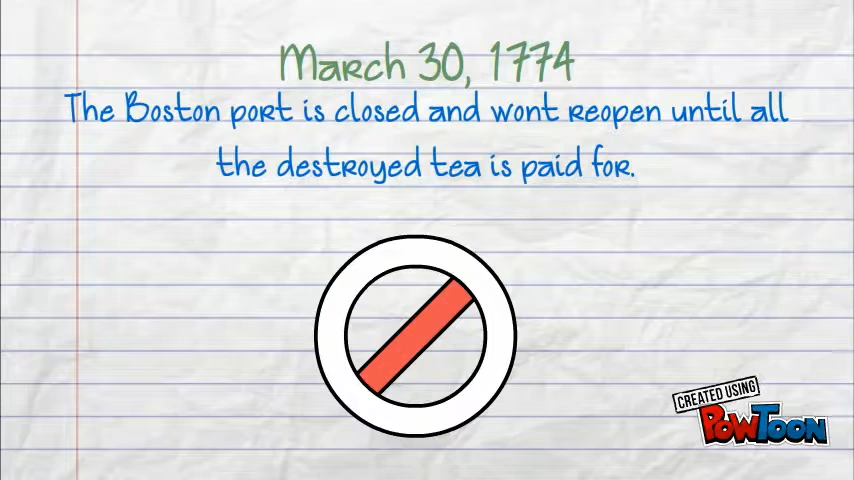 March 30, 1774
The Boston port is closed and wont reopen until all
the destroyed tea is paid for.
CREATED USING
POWTOON